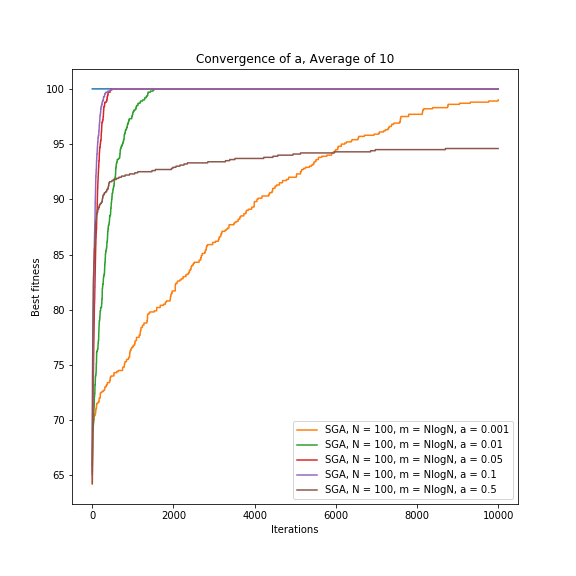 Convergence of a, Average of 10
Best fitness
100
95
90
85
80
75
70
65
SGA, N = 100, m = NlogN, a = 0.001
SGA, N = 100, m = NlogN, a = 0.01
SGA, N = 100, m = NlogN, a = 0.05
SGA, N = 100, m = NlogN, a = 0.1
SGA, N = 100, m = NlogN, a = 0.5
0 2000 4000 6000 8000 10000
Iterations